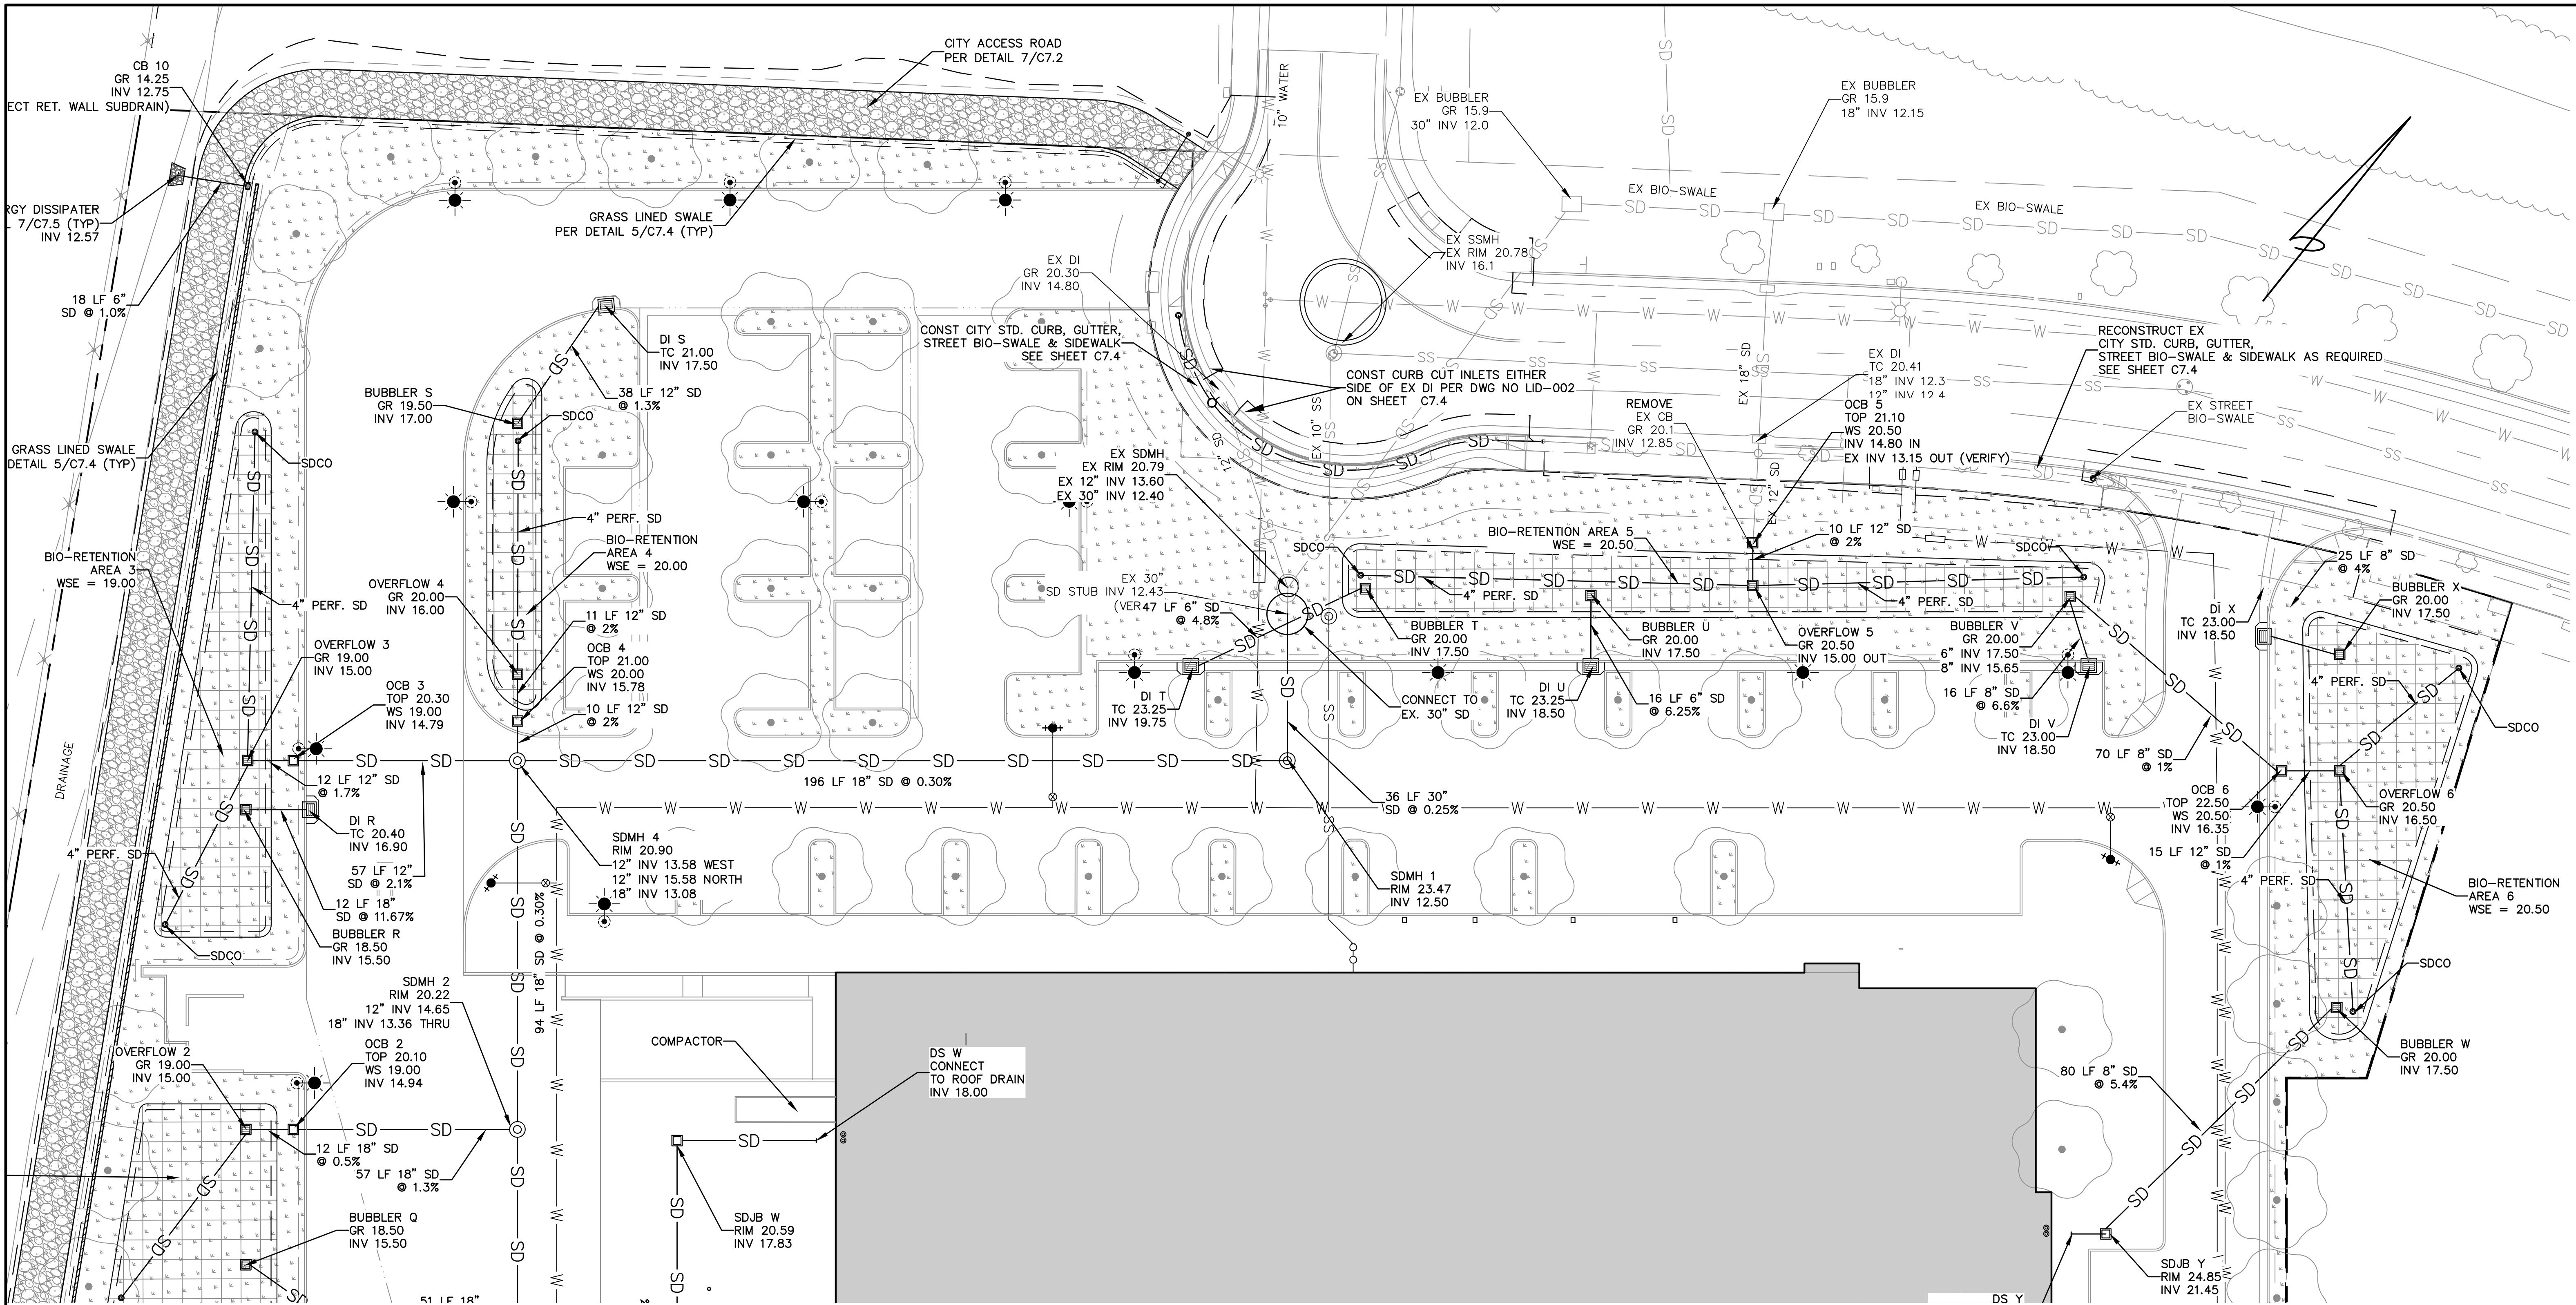 CITY ACCESS ROAD
PER DETAIL 7/C7.2
CB 10
GR 14.25
INV 12.75
ECT RET. WALL SUBDRAIN)
RGY DISSIPATER
7/C7.5 (TYP)
INV 12.57
18 LF 6"
SD @ 1.0%
GRASS LINED SWALE
PER DETAIL 5/C7.4 (TYP)
10" WATER
EX BUBBLER
GR 15.9
30" INV 12.0
EX BUBBLER
GR 15.9
18" INV 12.15
EX BIO-SWALE
EX BIO-SWALE
EX SSMH
EX RIM 20.78
INV 16.1
EX DI
GR 20.30
INV 14.80
CONST CITY STD. CURB, GUTTER,
STREET BIO-SWALE & SIDEWALK
SEE SHEET C7.4
CONST CURB CUT INLETS EITHER
SIDE OF EX DI PER DWG NO LID-002
ON SHEET C7.4
RECONSTRUCT EX
CITY STD. CURB, GUTTER,
STREET BIO-SWALE & SIDEWALK AS REQUIRED
SEE SHEET C7.4
EX STREET
BIO-SWALE
EX 18" SD
EX DI
TC 20.41
18" INV 12.3
12" INV 12.4
REMOVE
EX CB
GR 20.1
INV 12.85
OCB 5
TOP 21.10
WS 20.50
INV 14.80 IN
EX INV 13.15 OUT (VERIFY)
EX 12" SD
EX 10" SS
12" SD
DI S
TC 21.00
INV 17.50
BUBBLER S
GR 19.50
INV 17.00
38 LF 12" SD
@ 1.3%
SDCO
GRASS LINED SWALE
DETAIL 5/C7.4 (TYP)
SDCO
4" PERF. SD
BIO-RETENTION
AREA 4
WSE = 20.00
BIO-RETENTION
AREA 3
WSE = 19.00
4" PERF. SD
OVERFLOW 4
GR 20.00
INV 16.00
11 LF 12" SD
@ 2%
OCB 4
TOP 21.00
WS 20.00
INV 15.78
10 LF 12" SD
@ 2%
OVERFLOW 3
GR 19.00
INV 15.00
OCB 3
TOP 20.30
WS 19.00
INV 14.79
EX SDMH
EX RIM 20.79
EX 12" INV 13.60
EX 30" INV 12.40
EX 30"
SD STUB INV 12.43
(VER
47 LF 6" SD
@ 4.8%
BIO-RETENTION AREA 5
WSE = 20.50
SDCO
4" PERF. SD
10 LF 12" SD
@ 2%
SDCO
4" PERF. SD
BUBBLER T
GR 20.00
INV 17.50
BUBBLER U
GR 20.00
INV 17.50
OVERFLOW 5
GR 20.50
INV 15.00 OUT
BUBBLER V
GR 20.00
6" INV 17.50
8" INV 15.65
DI T
TC 23.25
INV 19.75
CONNECT TO
EX. 30" SD
DI U
TC 23.25
INV 18.50
16 LF 6" SD
@ 6.25%
16 LF 8" SD
@ 6.6%
DI V
TC 23.00
INV 18.50
25 LF 8" SD
@ 4%
DI X
TC 23.00
INV 18.50
BUBBLER X
GR 20.00
INV 17.50
4" PERF. SD
SDCO
70 LF 8" SD
@ 1%
OCB 6
TOP 22.50
WS 20.50
INV 16.35
OVERFLOW 6
GR 20.50
INV 16.50
15 LF 12" SD
@ 1%
4" PERF. SD
BIO-RETENTION
AREA 6
WSE = 20.50
SDCO
BUBBLER W
GR 20.00
INV 17.50
80 LF 8" SD
@ 5.4%
DRAINAGE
12 LF 12" SD
@ 1.7%
DI R
TC 20.40
INV 16.90
4" PERF. SD
57 LF 12"
SD @ 2.1%
12 LF 18"
SD @ 11.67%
BUBBLER R
GR 18.50
INV 15.50
SDCO
196 LF 18" SD @ 0.30%
SDMH 4
RIM 20.90
12" INV 13.58 WEST
12" INV 15.58 NORTH
18" INV 13.08
36 LF 30"
SD @ 0.25%
SDMH 1
RIM 23.47
INV 12.50
94 LF 18" SD @ 0.30%
SDMH 2
RIM 20.22
12" INV 14.65
18" INV 13.36 THRU
OVERFLOW 2
GR 19.00
INV 15.00
OCB 2
TOP 20.10
WS 19.00
INV 14.94
12 LF 18" SD
@ 0.5%
57 LF 18" SD
@ 1.3%
BUBBLER Q
GR 18.50
INV 15.50
51 LF 18"
COMPACTOR
DS W
CONNECT
TO ROOF DRAIN
INV 18.00
SDJB W
RIM 20.59
INV 17.83
SDJB Y
RIM 24.85
INV 21.45
DS Y